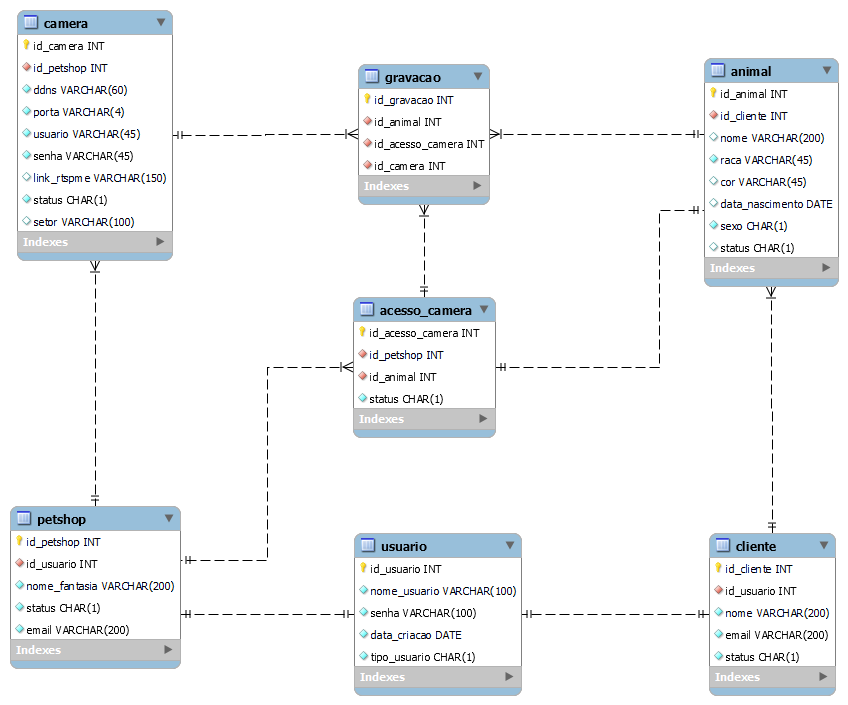 camera
id_camera INT
id_petshop INT
ddns VARCHAR(60)
porta VARCHAR(4)
usuario VARCHAR(45)
senha VARCHAR(45)
link_rtspme VARCHAR(150)
status CHAR(1)
setor VARCHAR(100)
Indexes
gravacao
id_gravacao INT
id_animal INT
id_acesso_camera INT
id_camera INT
Indexes
animal
id_animal INT
id_cliente INT
nome VARCHAR(200)
raca VARCHAR(45)
cor VARCHAR(45)
data_nascimento DATE
sexo CHAR(1)
status CHAR(1)
Indexes
acesso_camera
id_acesso_camera INT
id_petshop INT
id_animal INT
status CHAR(1)
Indexes
petshop
id_petshop INT
id_usuario INT
nome_fantasia VARCHAR(200)
status CHAR(1)
email VARCHAR(200)
Indexes
usuario
id_usuario INT
nome_usuario VARCHAR(100)
senha VARCHAR(100)
data_criacao DATE
tipo_usuario CHAR(1)
Indexes
cliente
id_cliente INT
id_usuario INT
nome VARCHAR(200)
email VARCHAR(200)
status CHAR(1)
Indexes